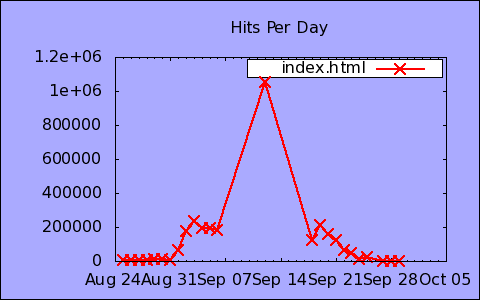 Hits Per Day
index.html
1.2e+06
1e+06
800000
600000
400000
200000
0
Aug 24 Aug 31 Sep 07 Sep 14 Sep 21 Sep 28 Oct 05